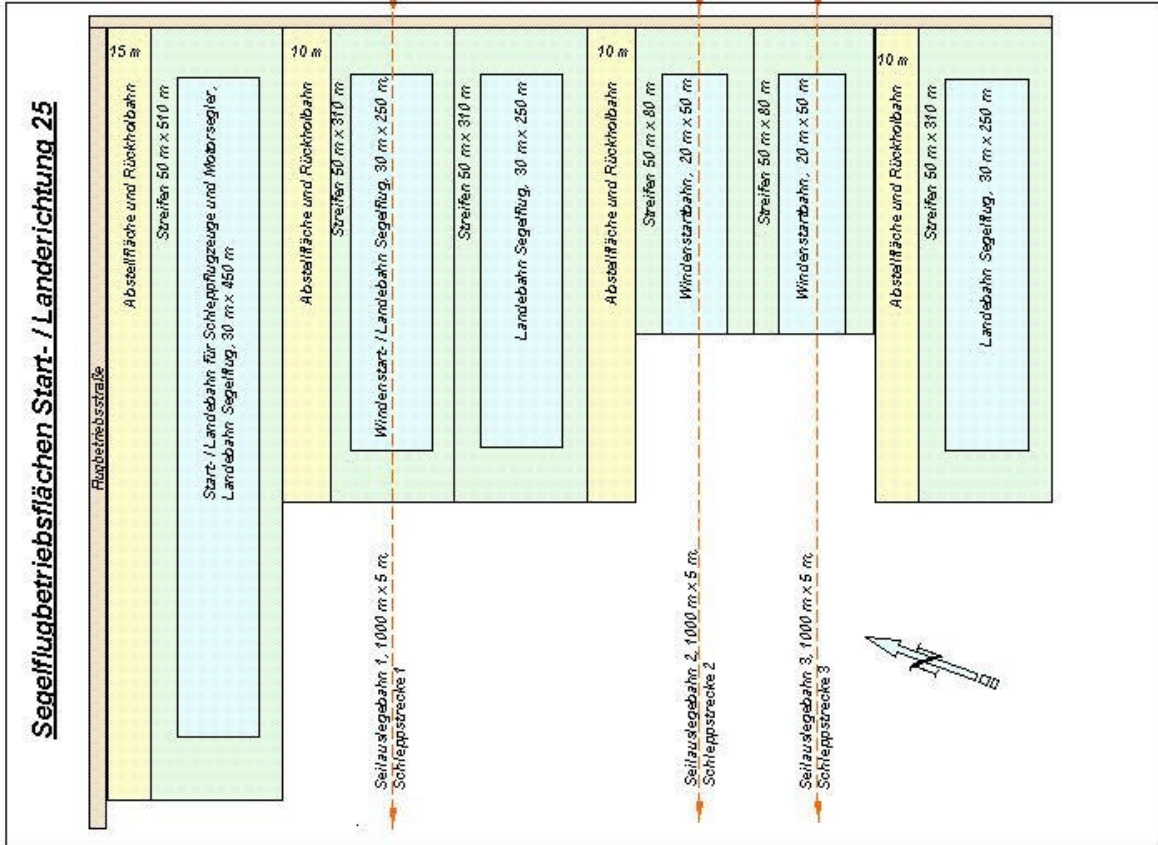 Segelflugbetriebsflächen Start- / Landerichtung 25
Flugbetriebsstraße
15 m
Abstellfläche und Rückholbahn
Streifen 50 m x 510 m
Start- / Landebahn für Schleppflugzeuge und Motorsegler,
Landebahn Segelflug, 30 m x 450 m
10 m
Abstellfläche und Rückholbahn
Streifen 50 m x 310 m
Windenstart- / Landebahn Segelflug, 30 m x 250 m
Seilauslegebahn 1, 1000 m x 5 m,
Schleppstrecke 1
Streifen 50 m x 310 m
Landebahn Segelflug, 30 m x 250 m
10 m
Abstellfläche und Rückholbahn
Streifen 50 m x 80 m
Windenstartbahn, 20 m x 50 m
Seilauslegebahn 2, 1000 m x 5 m,
Schleppstrecke 2
Streifen 50 m x 80 m
Windenstartbahn, 20 m x 50 m
Seilauslegebahn 3, 1000 m x 5 m,
Schleppstrecke 3
10 m
Abstellfläche und Rückholbahn
Streifen 50 m x 310 m
Landebahn Segelflug, 30 m x 250 m
N